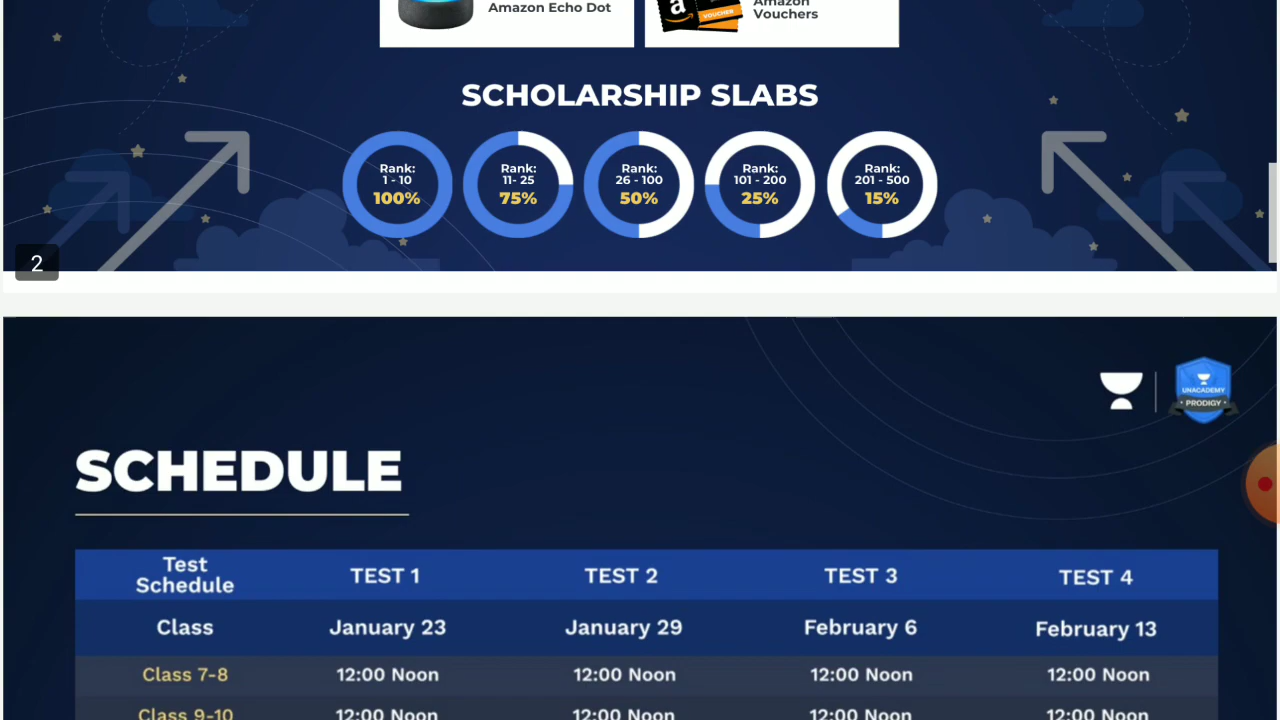 Amazon Echo Dot
Amazon
Vouchers
a
VOUCHER
SCHOLARSHIP SLABS
Rank:
1 - 10
100%
Rank:
11- 25
75%
Rank:
26 - 100
50%
Rank:
101 - 200
25%
Rank:
201 - 500
15%
2
UNACADEMY
PRODIGY
SCHEDULE
Test
Schedule
TEST 1
TEST 2
TEST 3
TEST 4
Class
January 23
January 29
February 6
February 13
Class 7-8
12:00 Noon
12:00 Noon
12:00 Noon
12:00 Noon
Class 9-10
12:00 Noon
12:00 Noon
12:00 Noon
12:00 Noon